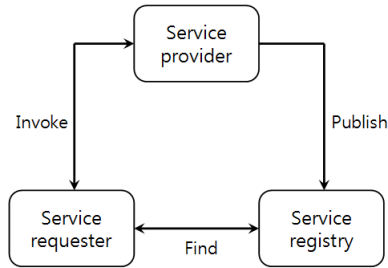 Service
provider
Invoke
Publish
Service
requester
Find
Service
registry